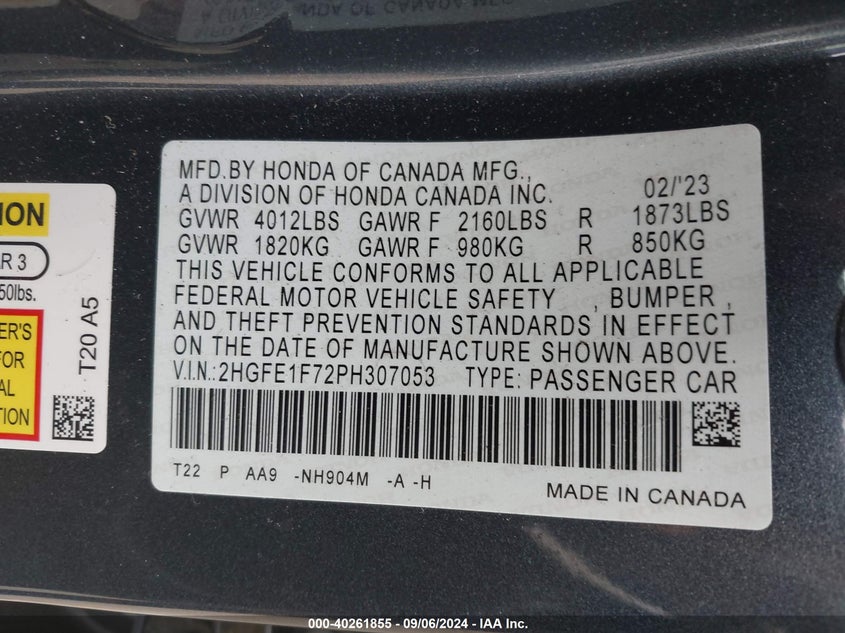 MFD.BY HONDA OF CANADA MFG.,
A DIVISION OF HONDA CANADA INC. 02/'23
GVWR 4012LBS GAWR F 2160LBS R 1873LBS
GVWR 1820KG GAWR F 980KG R 850KG
THIS VEHICLE CONFORMS TO ALL APPLICABLE
FEDERAL MOTOR VEHICLE SAFETY , BUMPER ,
AND THEFT PREVENTION STANDARDS IN EFFECT
ON THE DATE OF MANUFACTURE SHOWN ABOVE.
V.I.N.:2HGFE1F72PH307053 TYPE: PASSENGER CAR
T22 P AA9 -NH904M -A -H
MADE IN CANADA
T20 A5
50lbs.
FOR
000-40261855 - 09/06/2024 - IAA Inc.